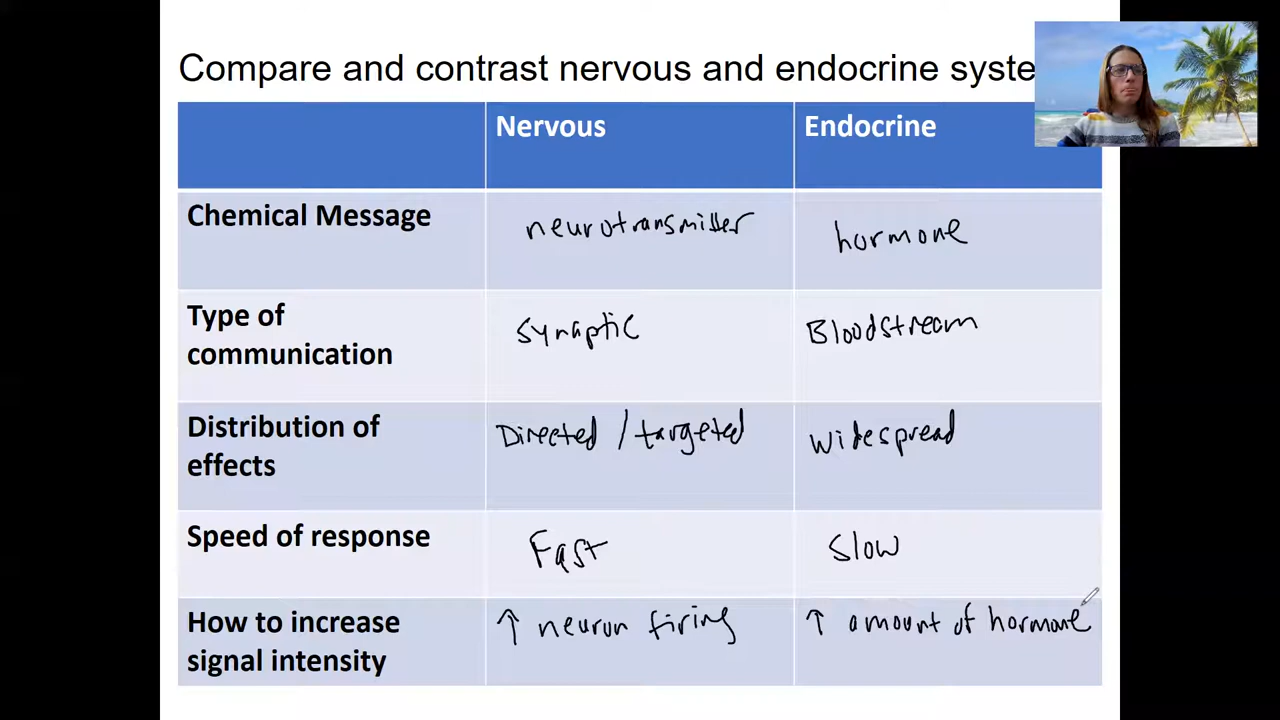 Compare and contrast nervous and endocrine syste
Nervous Endocrine
Chemical Message neurotransmitter hormone
Type of
communication synaptic Bloodstream
Distribution of
effects Directed / targeted widespread
Speed of response Fast Slow
How to increase
signal intensity ↑ neuron firing ↑ amount of hormone